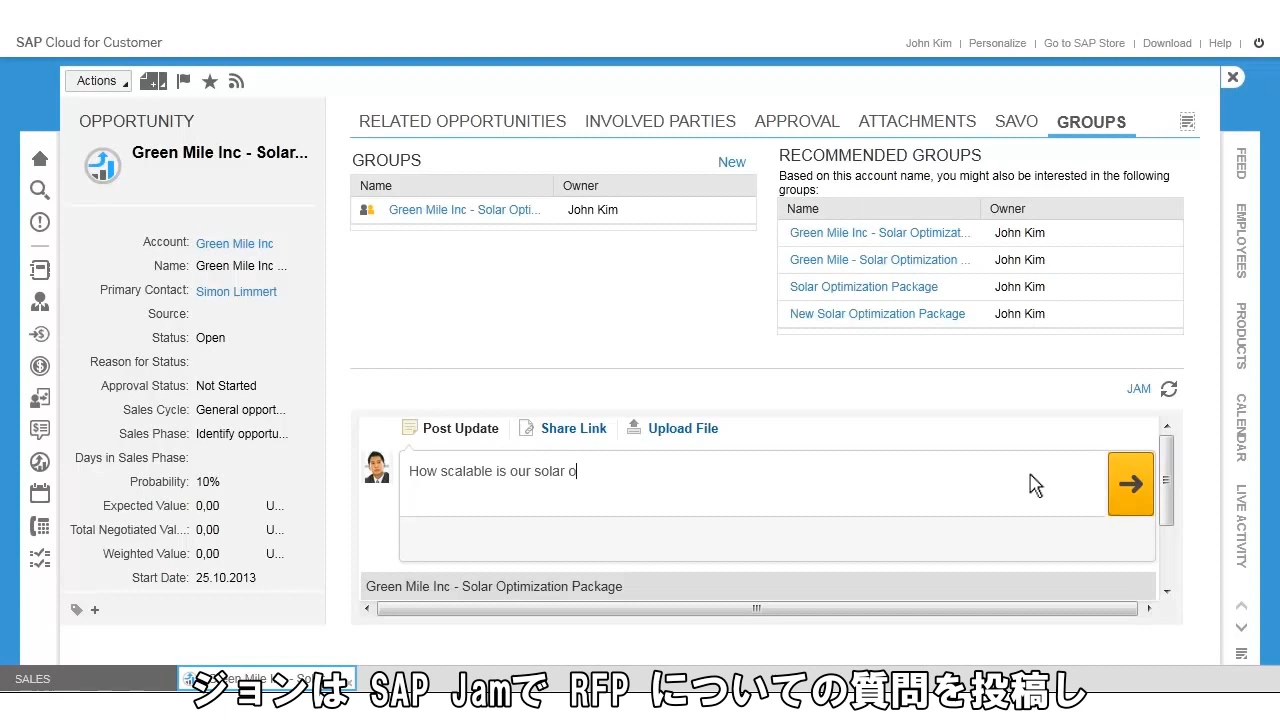 SAP Cloud for Customer
John Kim | Personalize | Go to SAP Store | Download | Help |
Actions
OPPORTUNITY
Green Mile Inc - Solar...
Account: Green Mile Inc
Name: Green Mile Inc ...
Primary Contact: Simon Limmert
Source:
Status: Open
Reason for Status:
Approval Status: Not Started
Sales Cycle: General opport...
Sales Phase: Identify opportu...
Days in Sales Phase:
Probability: 10%
Expected Value: 0,00 U...
Total Negotiated Val...: 0,00 U...
Weighted Value: 0,00 U...
Start Date: 25.10.2013
RELATED OPPORTUNITIES INVOLVED PARTIES APPROVAL ATTACHMENTS SAVO GROUPS
GROUPS New
Name Owner
Green Mile Inc - Solar Opti... John Kim
RECOMMENDED GROUPS
Based on this account name, you might also be interested in the following
groups:
Name Owner
Green Mile Inc - Solar Optimizat... John Kim
Green Mile - Solar Optimization ... John Kim
Solar Optimization Package John Kim
New Solar Optimization Package John Kim
JAM
Post Update Share Link Upload File
How scalable is our solar o
Green Mile Inc - Solar Optimization Package
FEED
EMPLOYEES
PRODUCTS
CALENDAR
LIVE ACTIVITY
SALES
ジョンは SAP Jamで RFP についての質問を投稿し